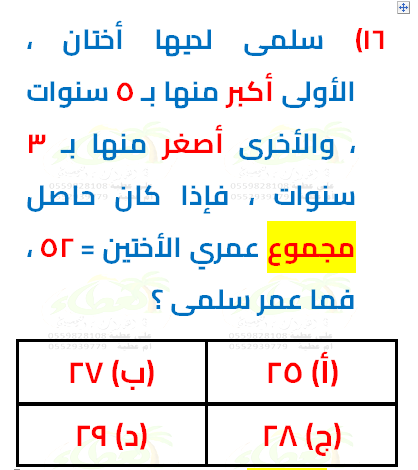 ١٦) سلمى لديها أختان ،
الأولى أكبر منها بـ ٥ سنوات
، والأخرى أصغر منها بـ ٣
سنوات ، فإذا كان حاصل
مجموع عمري الأختين = ٥٢ ،
فما عمر سلمى ؟
(أ) ٢٥ (ب) ٢٧
(ج) ٢٨ (د) ٢٩